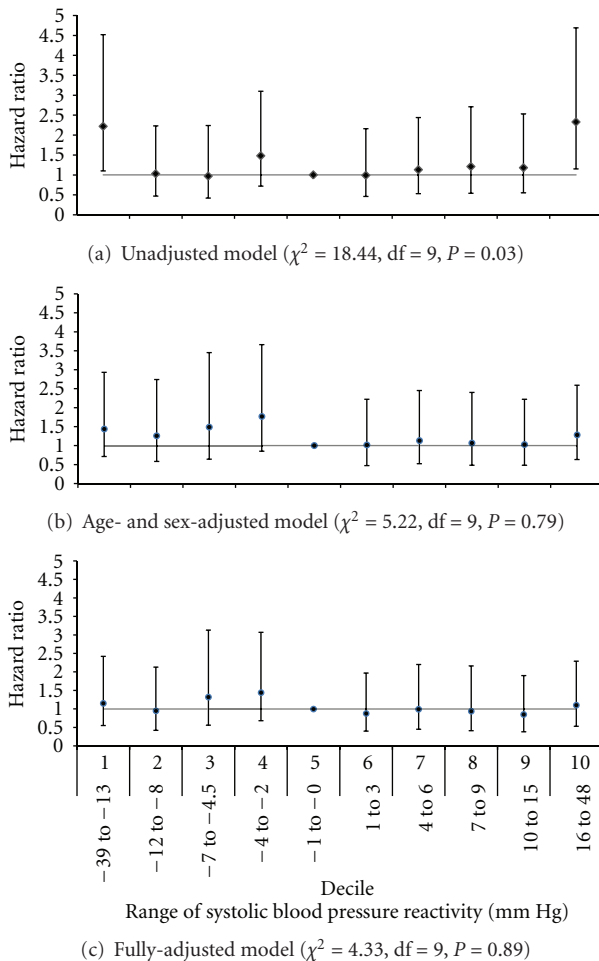 Hazard ratio
5
4.5
4
3.5
3
2.5
2
1.5
1
0.5
0
(a) Unadjusted model (χ² = 18.44, df = 9, P = 0.03)
Hazard ratio
5
4.5
4
3.5
3
2.5
2
1.5
1
0.5
0
(b) Age- and sex-adjusted model (χ² = 5.22, df = 9, P = 0.79)
Hazard ratio
5
4.5
4
3.5
3
2.5
2
1.5
1
0.5
0
1 2 3 4 5 6 7 8 9 10
−39 to −13
−12 to −8
−7 to −4.5
−4 to −2
−1 to −0
1 to 3
4 to 6
7 to 9
10 to 15
16 to 48
Decile
Range of systolic blood pressure reactivity (mm Hg)
(c) Fully-adjusted model (χ² = 4.33, df = 9, P = 0.89)